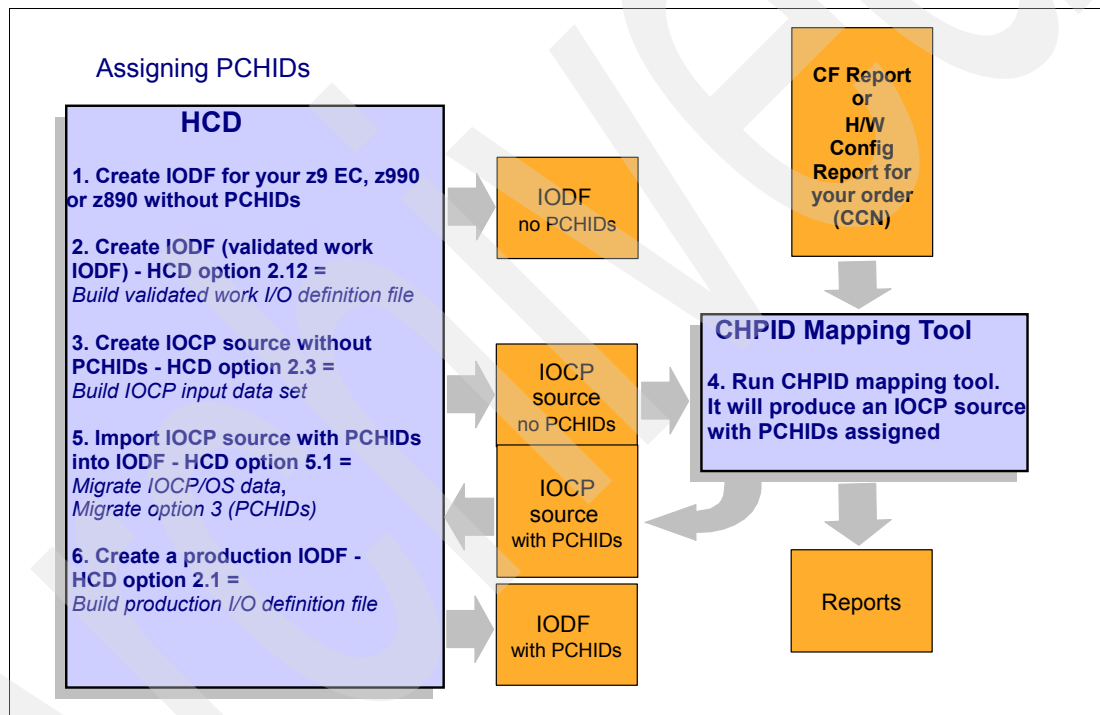 Assigning PCHIDs
HCD
1. Create IODF for your z9 EC, z990
or z890 without PCHIDs
2. Create IODF (validated work
IODF) - HCD option 2.12 =
Build validated work I/O definition file
3. Create IOCP source without
PCHIDs - HCD option 2.3 =
Build IOCP input data set
5. Import IOCP source with PCHIDs
into IODF - HCD option 5.1 =
Migrate IOCP/OS data,
Migrate option 3 (PCHIDs)
6. Create a production IODF -
HCD option 2.1 =
Build production I/O definition file
IODF
no PCHIDs
IOCP
source
no PCHIDs
IOCP
source
with PCHIDs
IODF
with PCHIDs
CF Report
or
H/W
Config
Report for
your order
(CCN)
CHPID Mapping Tool
4. Run CHPID mapping tool.
It will produce an IOCP source
with PCHIDs assigned
Reports